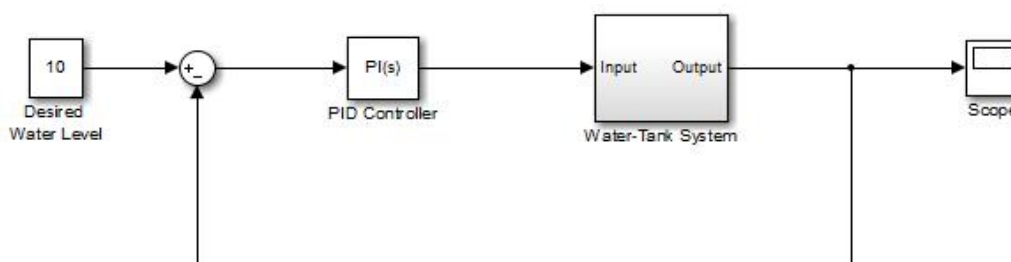 10
Desired
Water Level
+
-
PI(s)
PID Controller
Input
Output
Water-Tank System
Scope